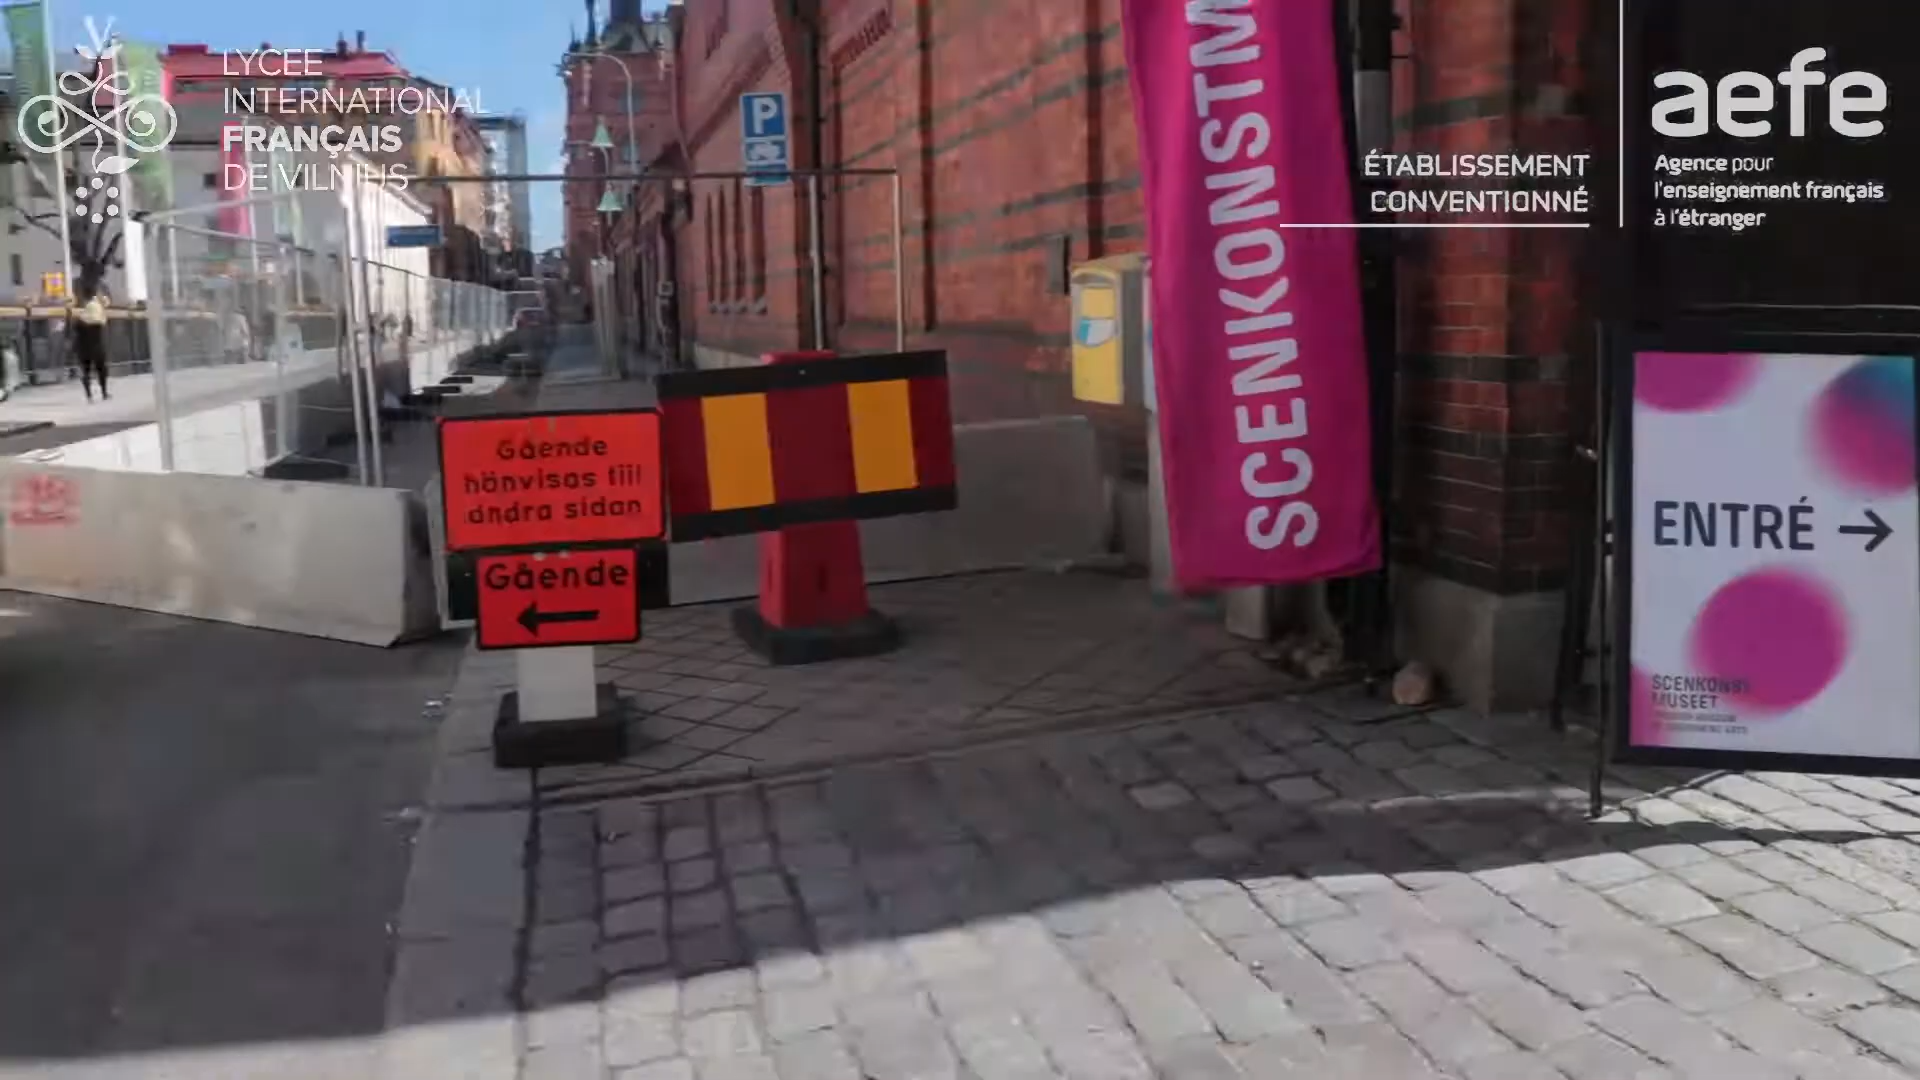 LYCEE
INTERNATIONAL
FRANÇAIS
DE VILNIUS
aefe
Agence pour
l'enseignement français
à l'étranger
ÉTABLISSEMENT
CONVENTIONNÉ
P
SCENKONSTM
Gående
hänvisas till
andra sidan
Gående
ENTRÉ →
SCENKONST
MUSEET